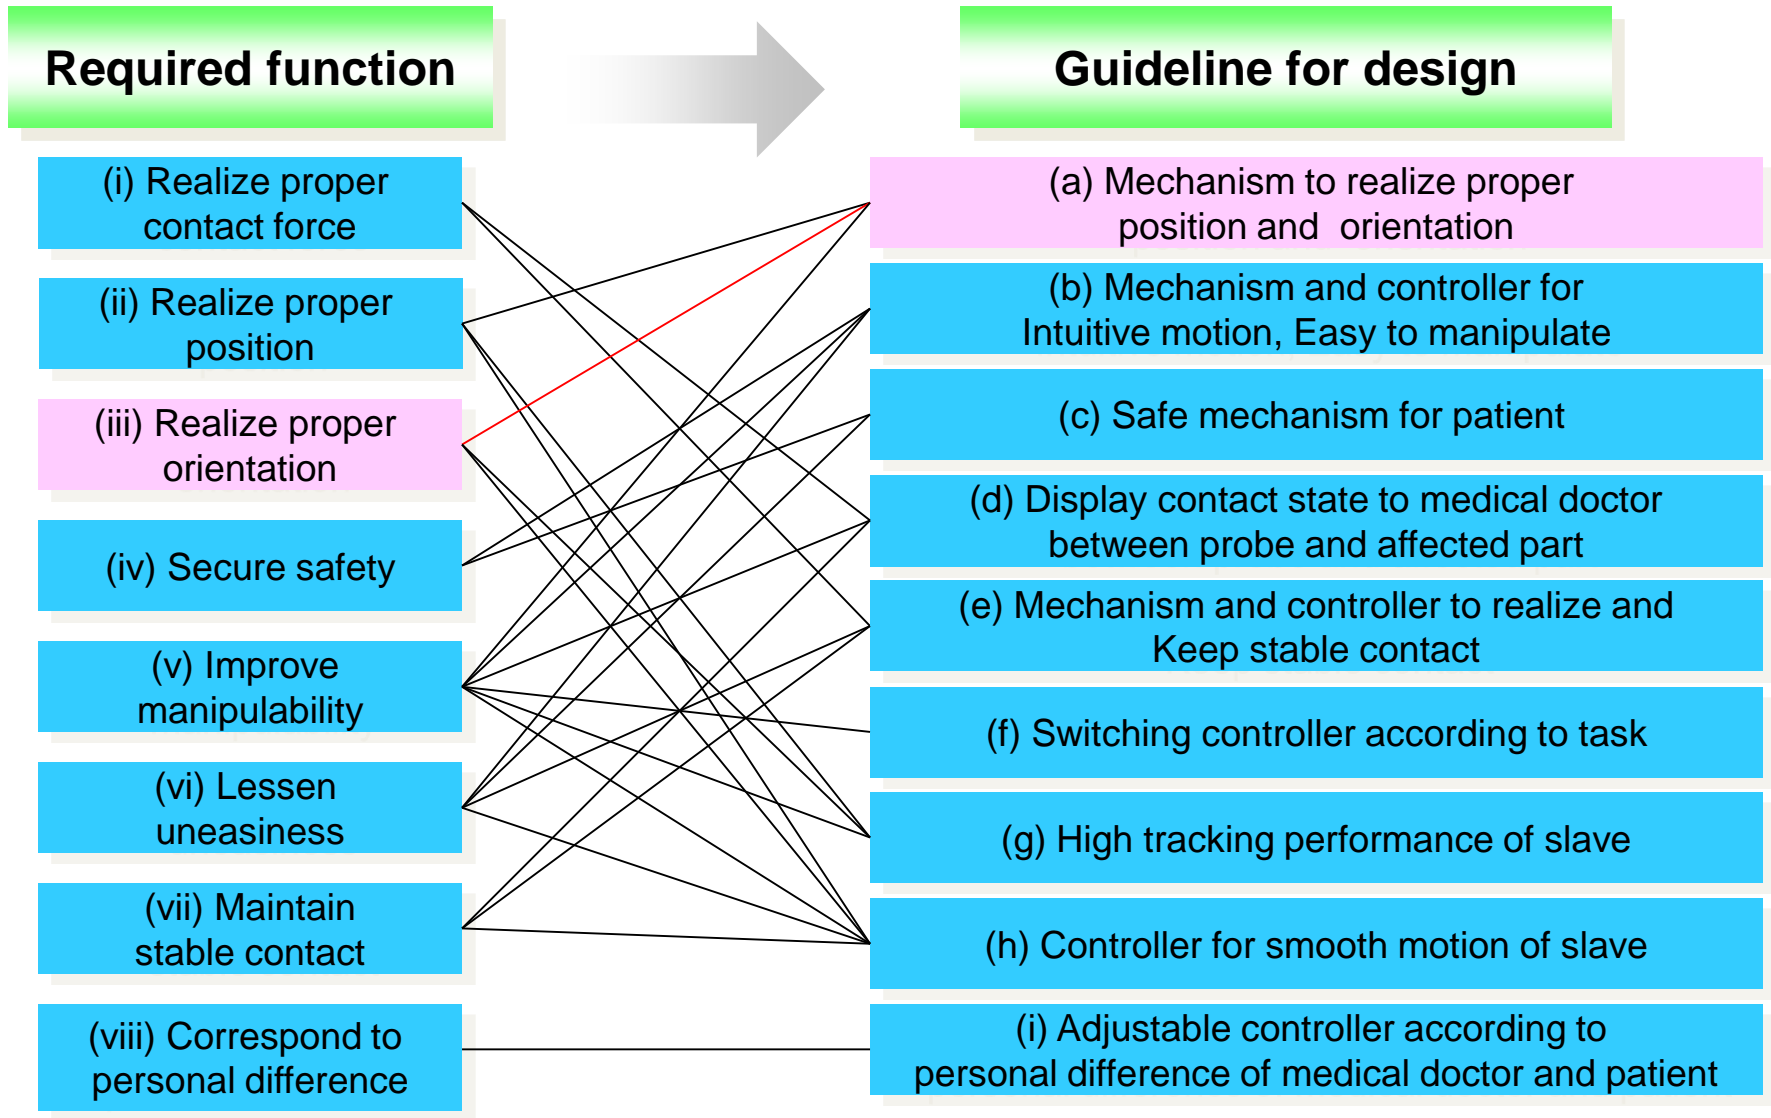 Required function
Guideline for design
(i) Realize proper
contact force
(ii) Realize proper
position
(iii) Realize proper
orientation
(iv) Secure safety
(v) Improve
manipulability
(vi) Lessen
uneasiness
(vii) Maintain
stable contact
(viii) Correspond to
personal difference
(a) Mechanism to realize proper
position and orientation
(b) Mechanism and controller for
Intuitive motion, Easy to manipulate
(c) Safe mechanism for patient
(d) Display contact state to medical doctor
between probe and affected part
(e) Mechanism and controller to realize and
Keep stable contact
(f) Switching controller according to task
(g) High tracking performance of slave
(h) Controller for smooth motion of slave
(i) Adjustable controller according to
personal difference of medical doctor and patient